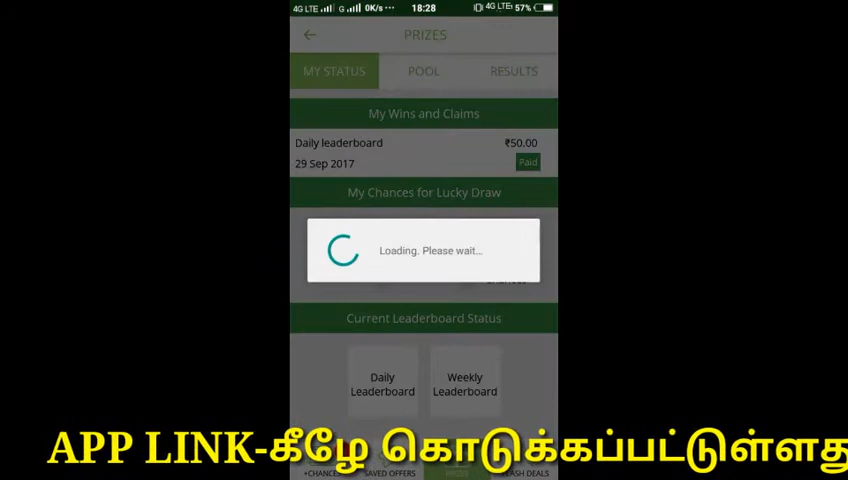 4G LTE G 0K/s ••• 18:28 4G LTE 57%
← PRIZES
MY STATUS POOL RESULTS
My Wins and Claims
Daily leaderboard ₹50.00
29 Sep 2017 Paid
My Chances for Lucky Draw
Loading. Please wait...
Current Leaderboard Status
Daily Leaderboard
Weekly Leaderboard
APP LINK-கீழே கொடுக்கப்பட்டுள்ளது
SAVED OFFERS